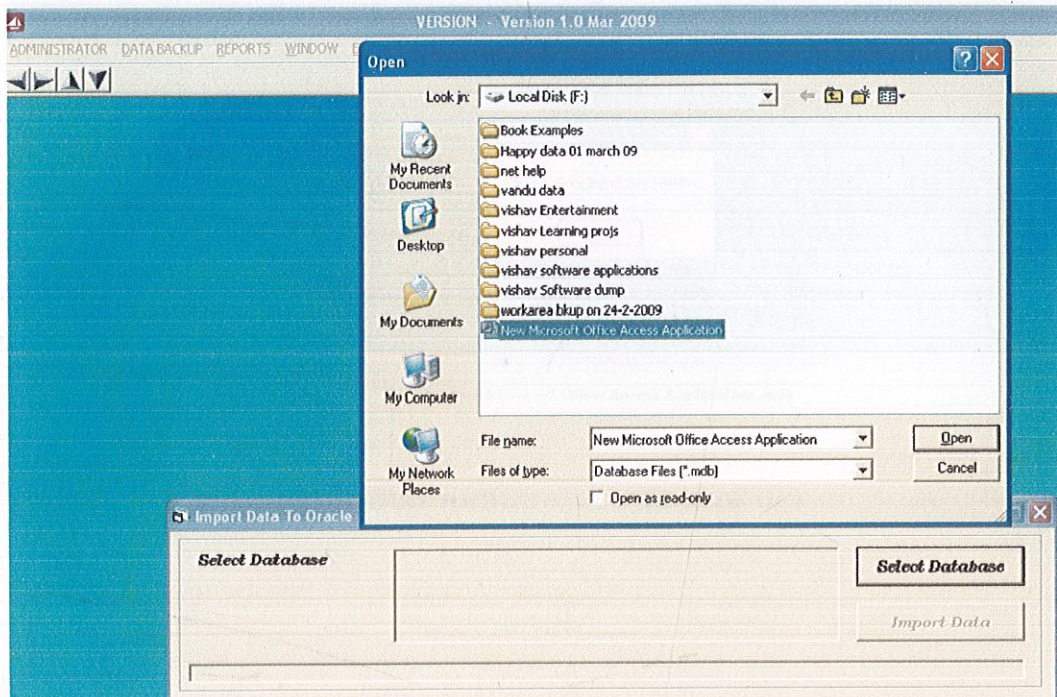 VERSION - Version 1.0 Mar 2009
ADMINISTRATOR DATA BACKUP REPORTS WINDOW
Open
Look in: Local Disk (F:)
Book Examples
Happy data 01 march 09
net help
vandu data
vishav Entertainment
vishav Learning projs
vishav personal
vishav software applications
vishav Software dump
workarea bkup on 24-2-2009
New Microsoft Office Access Application
My Recent Documents
Desktop
My Documents
My Computer
My Network Places
File name: New Microsoft Office Access Application Open
Files of type: Database Files (*.mdb) Cancel
Open as read-only
Import Data To Oracle
Select Database Select Database
Import Data